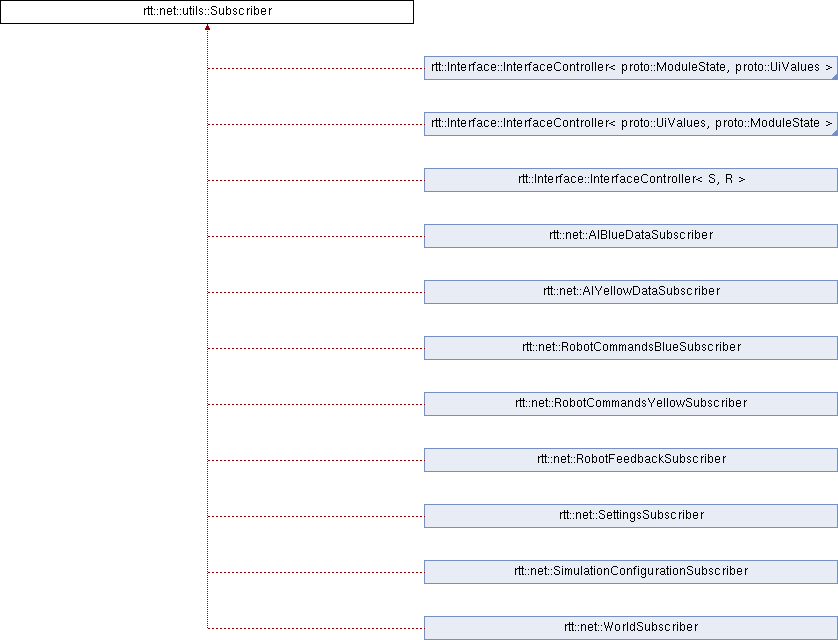 rtt::net::utils::Subscriber
rtt::Interface::InterfaceController< proto::ModuleState, proto::UiValues >
rtt::Interface::InterfaceController< proto::UiValues, proto::ModuleState >
rtt::Interface::InterfaceController< S, R >
rtt::net::AIBlueDataSubscriber
rtt::net::AIYellowDataSubscriber
rtt::net::RobotCommandsBlueSubscriber
rtt::net::RobotCommandsYellowSubscriber
rtt::net::RobotFeedbackSubscriber
rtt::net::SettingsSubscriber
rtt::net::SimulationConfigurationSubscriber
rtt::net::WorldSubscriber